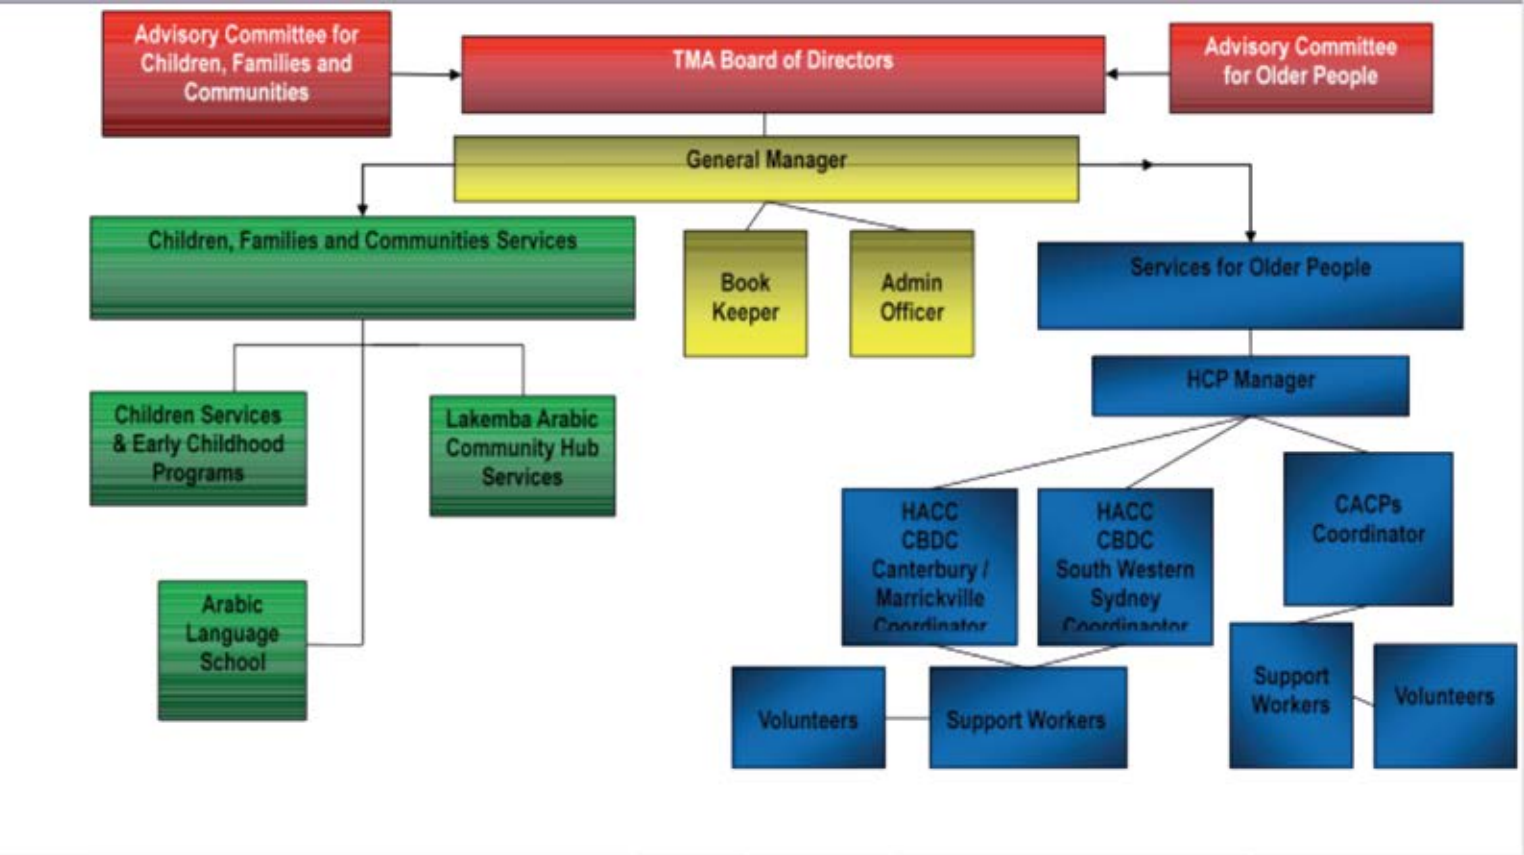 Advisory Committee for
Children, Families and
Communities
TMA Board of Directors
Advisory Committee
for Older People
General Manager
Children, Families and Communities Services
Book
Keeper
Admin
Officer
Services for Older People
HCP Manager
Children Services
& Early Childhood
Programs
Lakemba Arabic
Community Hub
Services
Arabic
Language
School
HACC
CBDC
Canterbury /
Marrickville
Coordinator
HACC
CBDC
South Western
Sydney
Coordinaotor
CACPs
Coordinator
Volunteers
Support Workers
Support
Workers
Volunteers